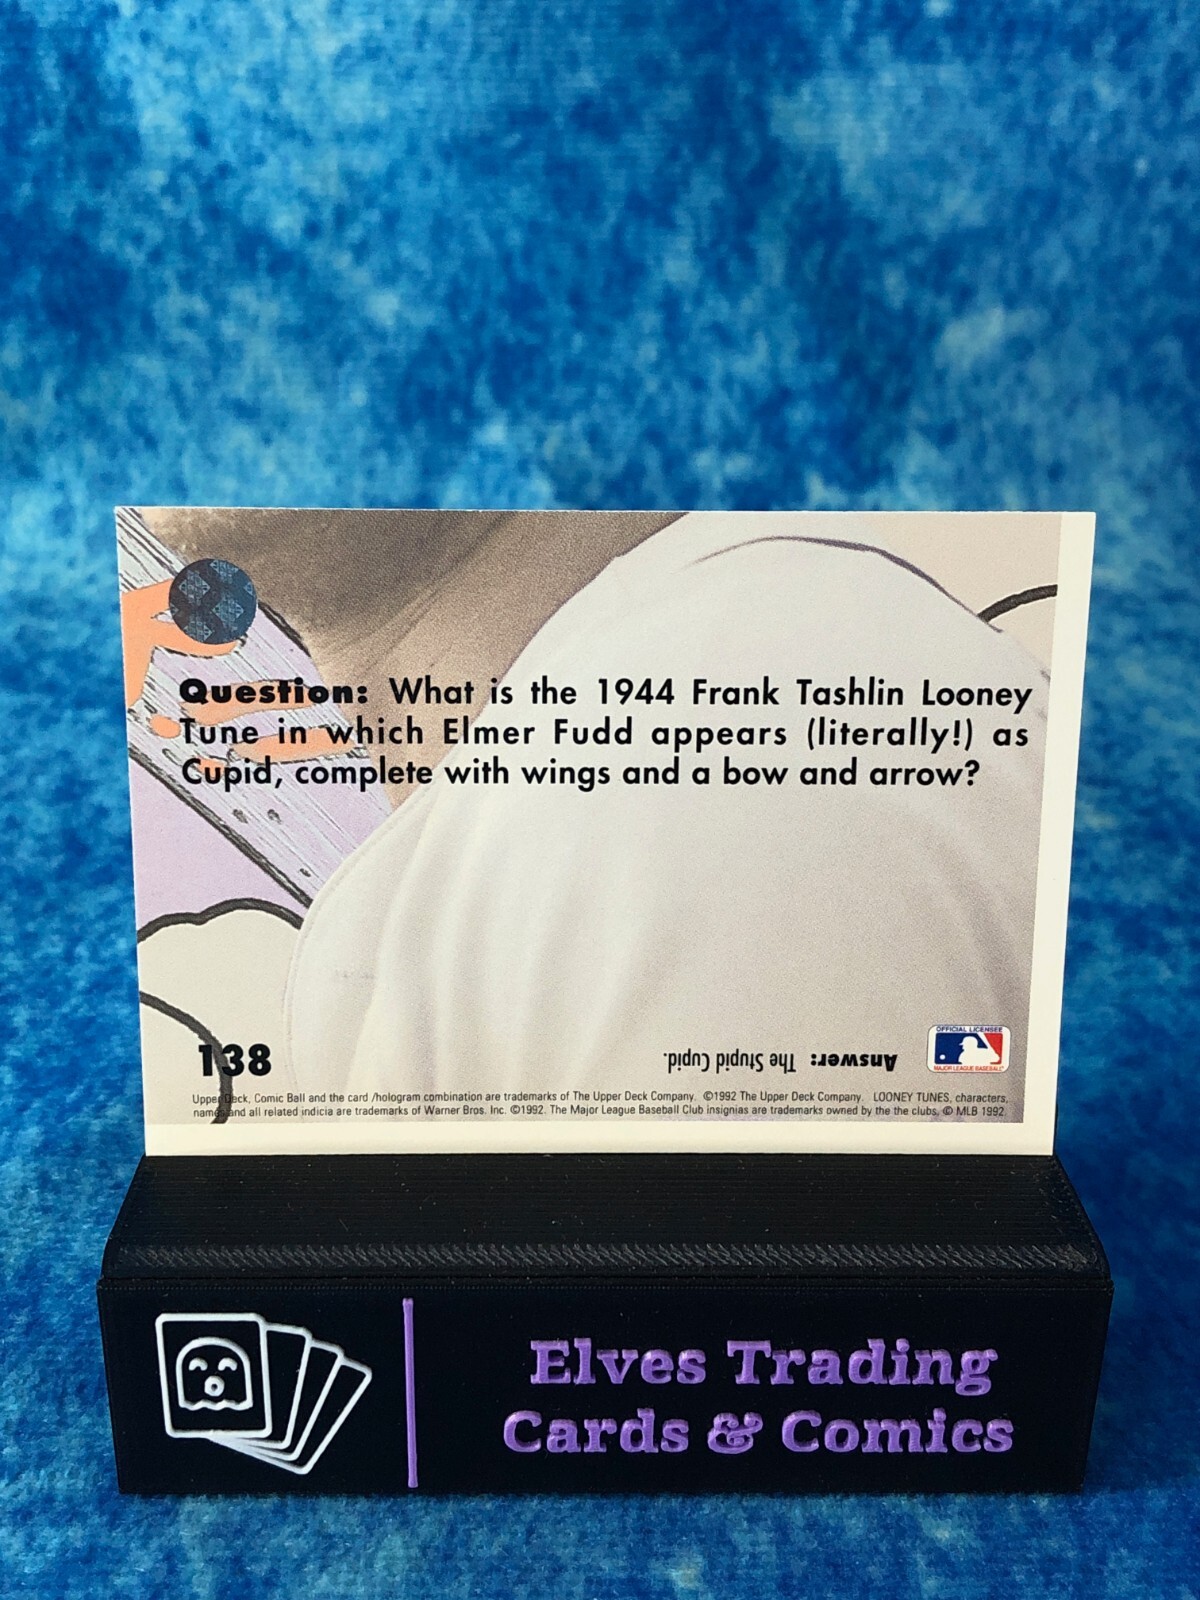 Question: What is the 1944 Frank Tashlin Looney
Tune in which Elmer Fudd appears (literally!) as
Cupid, complete with wings and a bow and arrow?
138
Answer: The Stupid Cupid.
OFFICIAL LICENSEE
MAJOR LEAGUE BASEBALL
Upper Deck, Comic Ball and the card /hologram combination are trademarks of The Upper Deck Company. ©1992 The Upper Deck Company. LOONEY TUNES, characters,
names and all related indicia are trademarks of Warner Bros. Inc. ©1992. The Major League Baseball Club insignias are trademarks owned by the the clubs, © MLB 1992.
Elves Trading
Cards & Comics